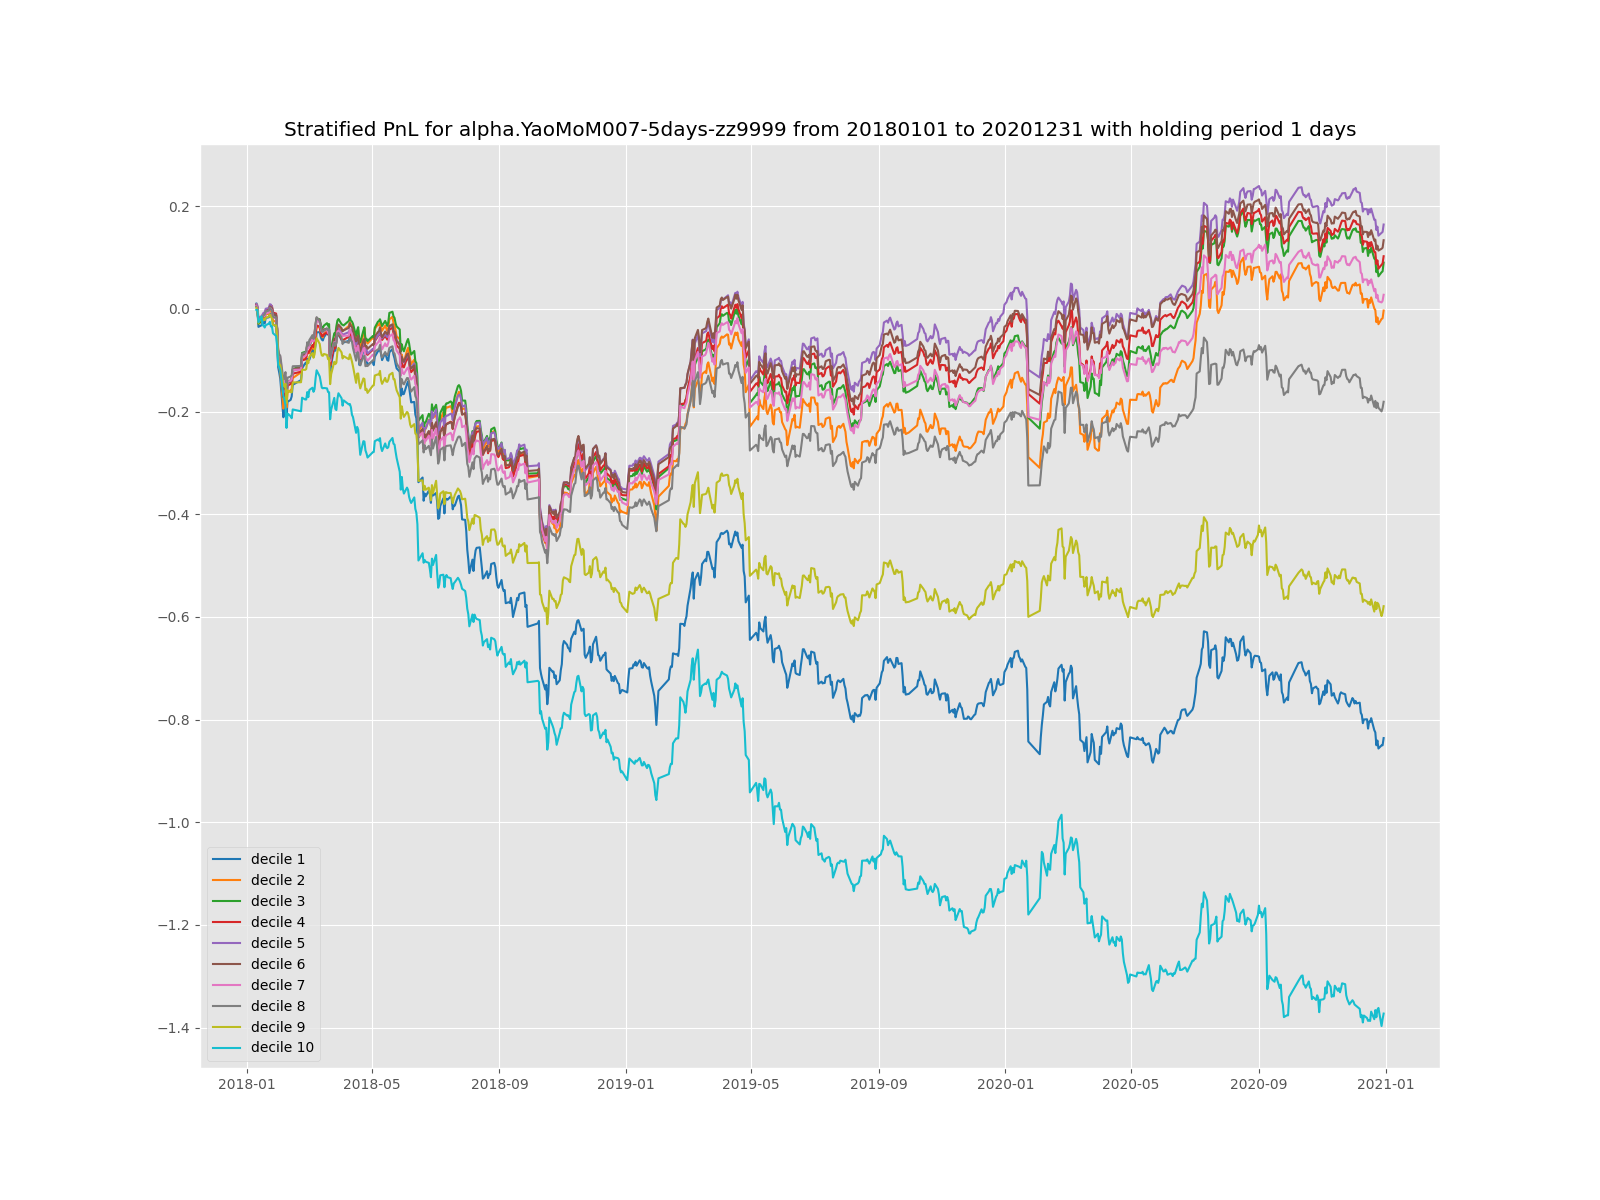 Stratified PnL for alpha.YaoMoM007-5days-zz9999 from 20180101 to 20201231 with holding period 1 days
0.2
0.0
−0.2
−0.4
−0.6
−0.8
−1.0
−1.2
−1.4
decile 1
decile 2
decile 3
decile 4
decile 5
decile 6
decile 7
decile 8
decile 9
decile 10
2018-01 2018-05 2018-09 2019-01 2019-05 2019-09 2020-01 2020-05 2020-09 2021-01